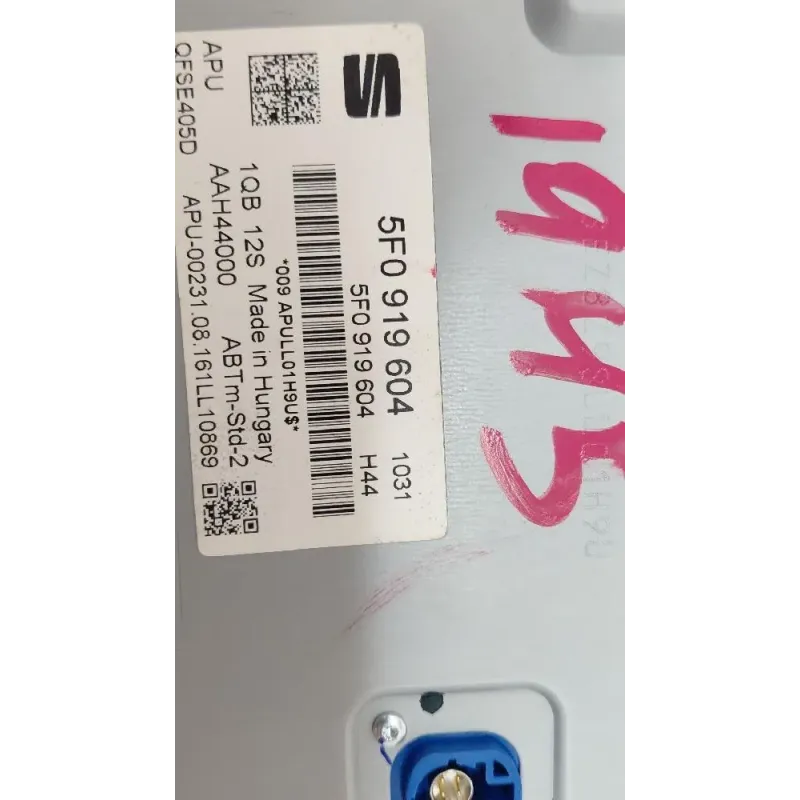 5F0 919 604
1031
5F0 919 604
H44
*009 APULL01H9U$*
1QB 12S Made in Hungary
AAH44000 ABTm-Std-2
APU-00231.08.161LL10869
APU
QFSE405D
1945